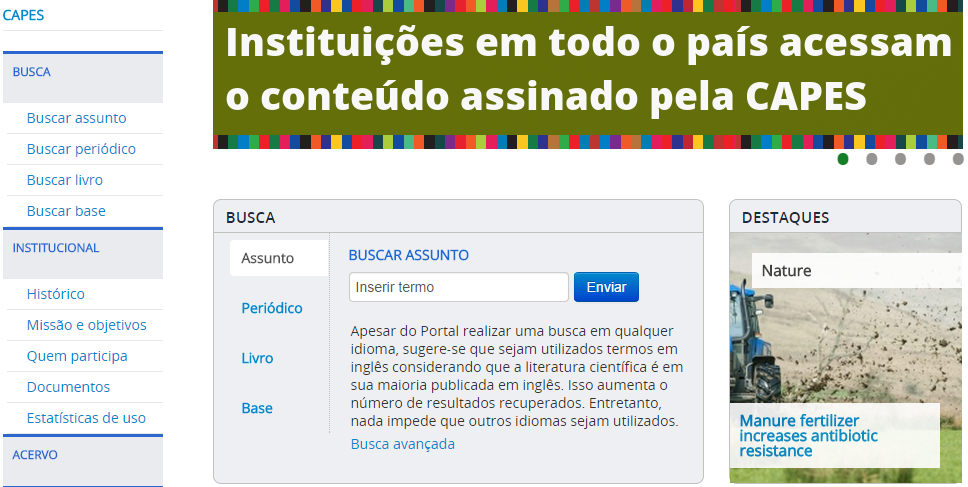 CAPES
BUSCA
Buscar assunto
Buscar periódico
Buscar livro
Buscar base
INSTITUCIONAL
Histórico
Missão e objetivos
Quem participa
Documentos
Estatísticas de uso
ACERVO
Instituições em todo o país acessam
o conteúdo assinado pela CAPES
BUSCA
Assunto
Periódico
Livro
Base
BUSCAR ASSUNTO
Inserir termo
Enviar
Apesar do Portal realizar uma busca em qualquer
idioma, sugere-se que sejam utilizados termos em
inglês considerando que a literatura científica é em
sua maioria publicada em inglês. Isso aumenta o
número de resultados recuperados. Entretanto,
nada impede que outros idiomas sejam utilizados.
Busca avançada
DESTAQUES
Nature
Manure fertilizer
increases antibiotic
resistance